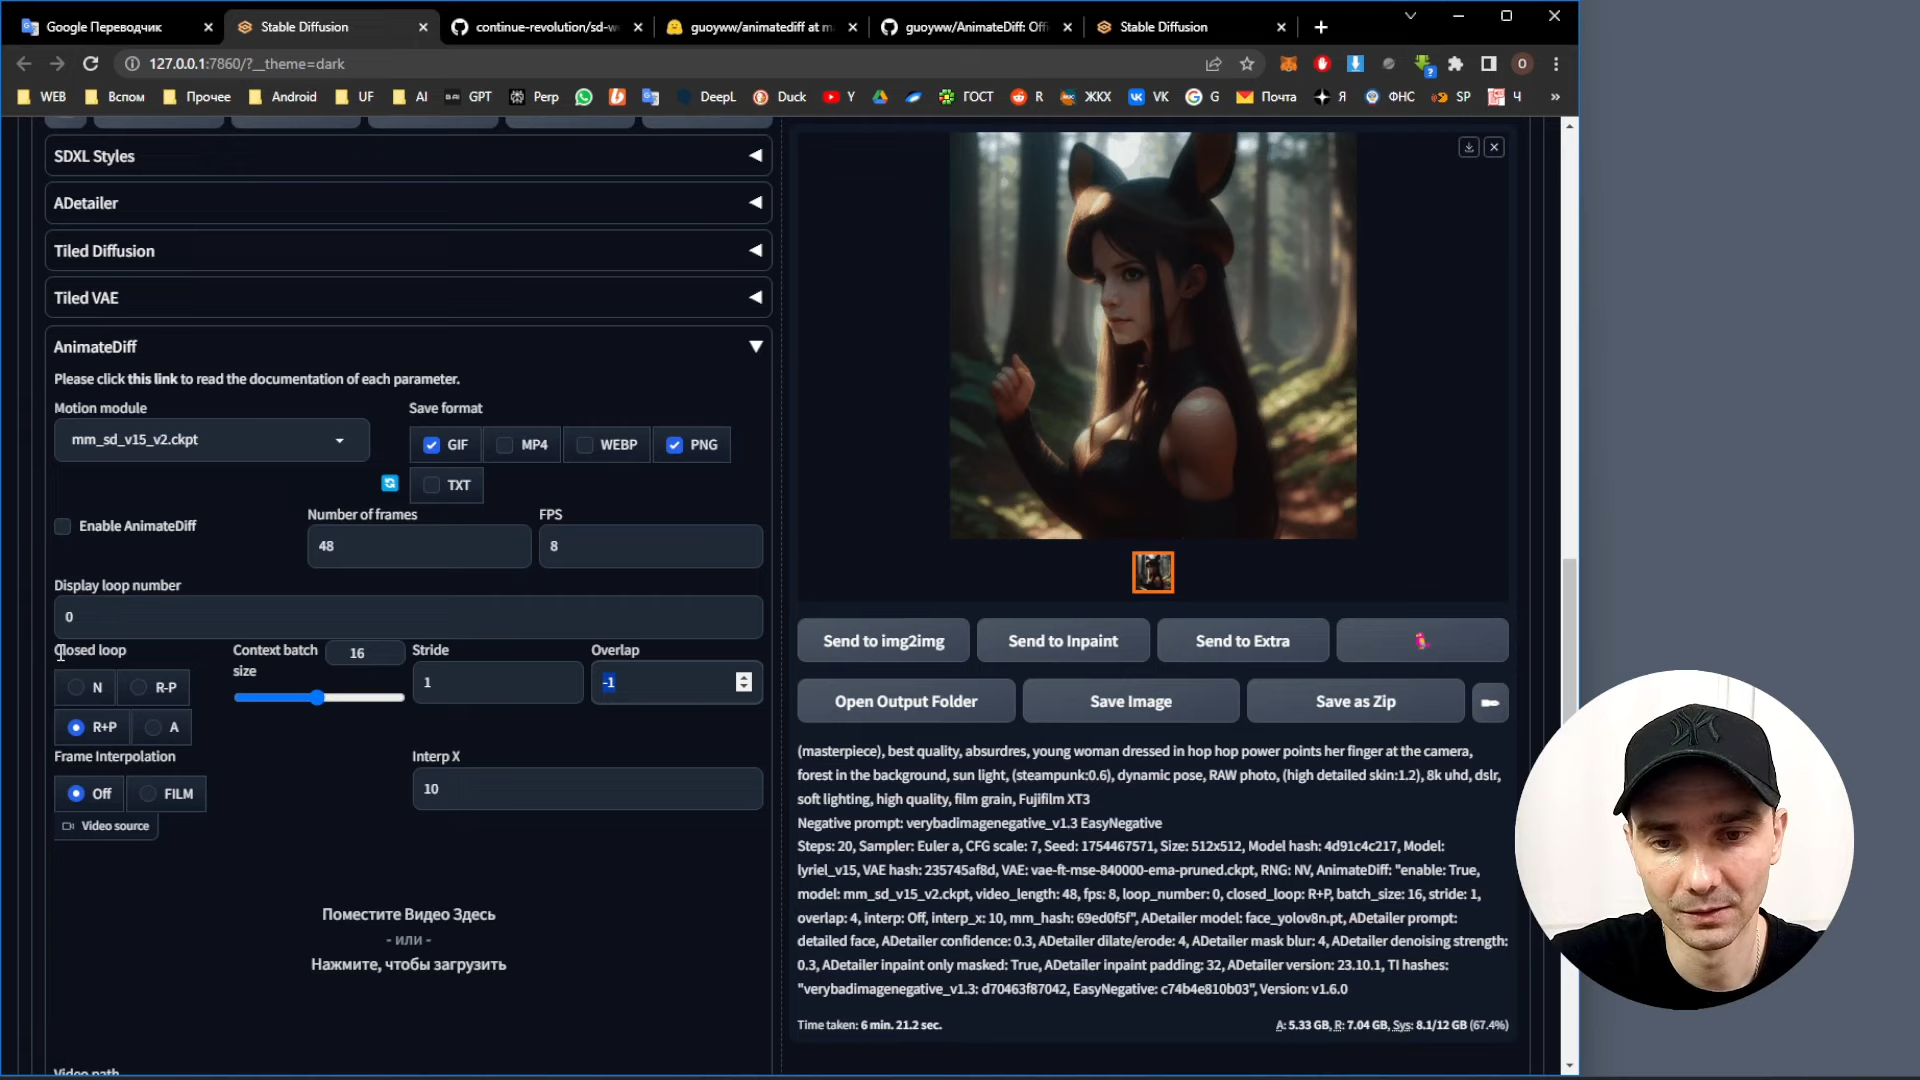 Google Переводчик
Stable Diffusion
continue-revolution/sd-w
guoyww/animatediff at m
guoyww/AnimateDiff: Offi
Stable Diffusion
127.0.0.1:7860/?__theme=dark
O
WEB
Вспом
Прочее
Android
UF
AI
GPT
Perp
DeepL
Duck
Y
ГОСТ
R
ЖКХ
VK
G
Почта
Я
ФНС
SP
Ч
»
SDXL Styles
ADetailer
Tiled Diffusion
Tiled VAE
AnimateDiff
Please click this link to read the documentation of each parameter.
Motion module
Save format
mm_sd_v15_v2.ckpt
GIF
MP4
WEBP
PNG
TXT
Enable AnimateDiff
Number of frames
FPS
48
8
Display loop number
0
Closed loop
Context batch size
16
Stride
Overlap
N
R-P
1
-1
R+P
A
Frame Interpolation
Interp X
Off
FILM
10
Video source
Поместите Видео Здесь
- или -
Нажмите, чтобы загрузить
Video path
Send to img2img
Send to Inpaint
Send to Extra
Open Output Folder
Save Image
Save as Zip
(masterpiece), best quality, absurdres, young woman dressed in hop hop power points her finger at the camera,
forest in the background, sun light, (steampunk:0.6), dynamic pose, RAW photo, (high detailed skin:1.2), 8k uhd, dslr,
soft lighting, high quality, film grain, Fujifilm XT3
Negative prompt: verybadimagenegative_v1.3 EasyNegative
Steps: 20, Sampler: Euler a, CFG scale: 7, Seed: 1754467571, Size: 512x512, Model hash: 4d91c4c217, Model:
lyriel_v15, VAE hash: 235745af8d, VAE: vae-ft-mse-840000-ema-pruned.ckpt, RNG: NV, AnimateDiff: "enable: True,
model: mm_sd_v15_v2.ckpt, video_length: 48, fps: 8, loop_number: 0, closed_loop: R+P, batch_size: 16, stride: 1,
overlap: 4, interp: Off, interp_x: 10, mm_hash: 69ed0f5f", ADetailer model: face_yolov8n.pt, ADetailer prompt:
detailed face, ADetailer confidence: 0.3, ADetailer dilate/erode: 4, ADetailer mask blur: 4, ADetailer denoising strength:
0.3, ADetailer inpaint only masked: True, ADetailer inpaint padding: 32, ADetailer version: 23.10.1, TI hashes:
"verybadimagenegative_v1.3: d70463f87042, EasyNegative: c74b4e810b03", Version: v1.6.0
Time taken: 6 min. 21.2 sec.
A: 5.33 GB, R: 7.04 GB, Sys: 8.1/12 GB (67.4%)